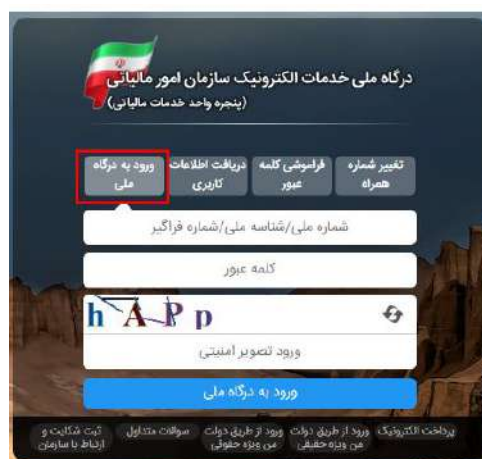 درگاه ملی خدمات الکترونیک سازمان امور مالیاتی
(پنجره واحد خدمات مالیاتی)
تغییر شماره همراه
فراموشی کلمه عبور
دریافت اطلاعات کاربری
ورود به درگاه ملی
شماره ملی/شناسه ملی/شماره فراگیر
کلمه عبور
h A P p
ورود تصویر امنیتی
ورود به درگاه ملی
پرداخت الکترونیک
ورود از طریق دولت من ویژه حقیقی
ورود از طریق دولت من ویژه حقوقی
سوالات متداول
ثبت شکایت و ارتباط با سازمان